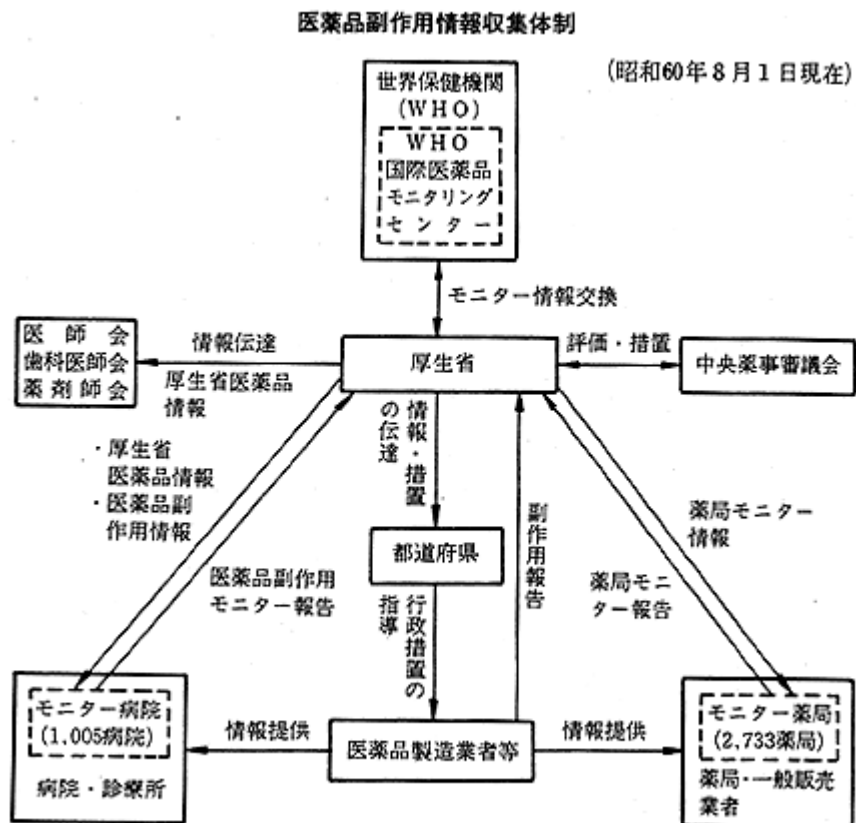 医薬品副作用情報収集体制
(昭和60年8月1日現在)
世界保健機関
(WHO)
WHO
国際医薬品
モニタリング
センター
モニター情報交換
医師会
歯科医師会
薬剤師会
情報伝達
厚生省医薬品
情報
厚生省
評価・措置
中央薬事審議会
・厚生省
医薬品情報
・医薬品副
作用情報
情報・措置
の伝達
都道府県
副作用報告
薬局モニター
情報
医薬品副作用
モニター報告
薬局モニ
ター報告
行政措置の
指導
モニター病院
(1,005病院)
病院・診療所
情報提供
医薬品製造業者等
情報提供
モニター薬局
(2,733薬局)
薬局・一般販売
業者